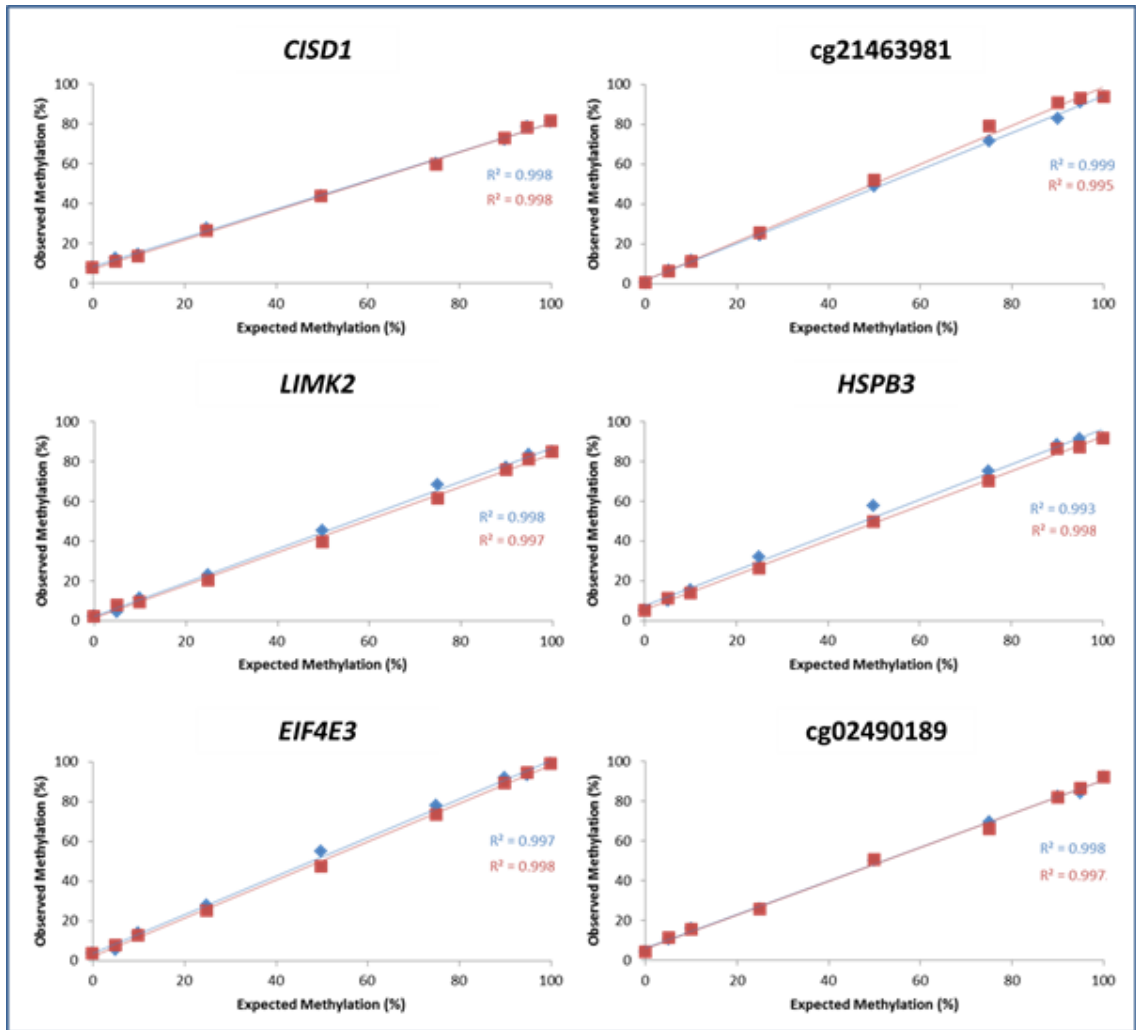 CISD1
100
80
60
40
20
0
Observed Methylation (%)
R² = 0.998
R² = 0.998
0 20 40 60 80 100
Expected Methylation (%)
cg21463981
100
80
60
40
20
0
Observed Methylation (%)
R² = 0.999
R² = 0.995
0 20 40 60 80 100
Expected Methylation (%)
LIMK2
100
80
60
40
20
0
Observed Methylation (%)
R² = 0.998
R² = 0.997
0 20 40 60 80 100
Expected Methylation (%)
HSPB3
100
80
60
40
20
0
Observed Methylation (%)
R² = 0.993
R² = 0.998
0 20 40 60 80 100
Expected Methylation (%)
EIF4E3
100
80
60
40
20
0
Observed Methylation (%)
R² = 0.997
R² = 0.998
0 20 40 60 80 100
Expected Methylation (%)
cg02490189
100
80
60
40
20
0
Observed Methylation (%)
R² = 0.998
R² = 0.997
0 20 40 60 80 100
Expected Methylation (%)